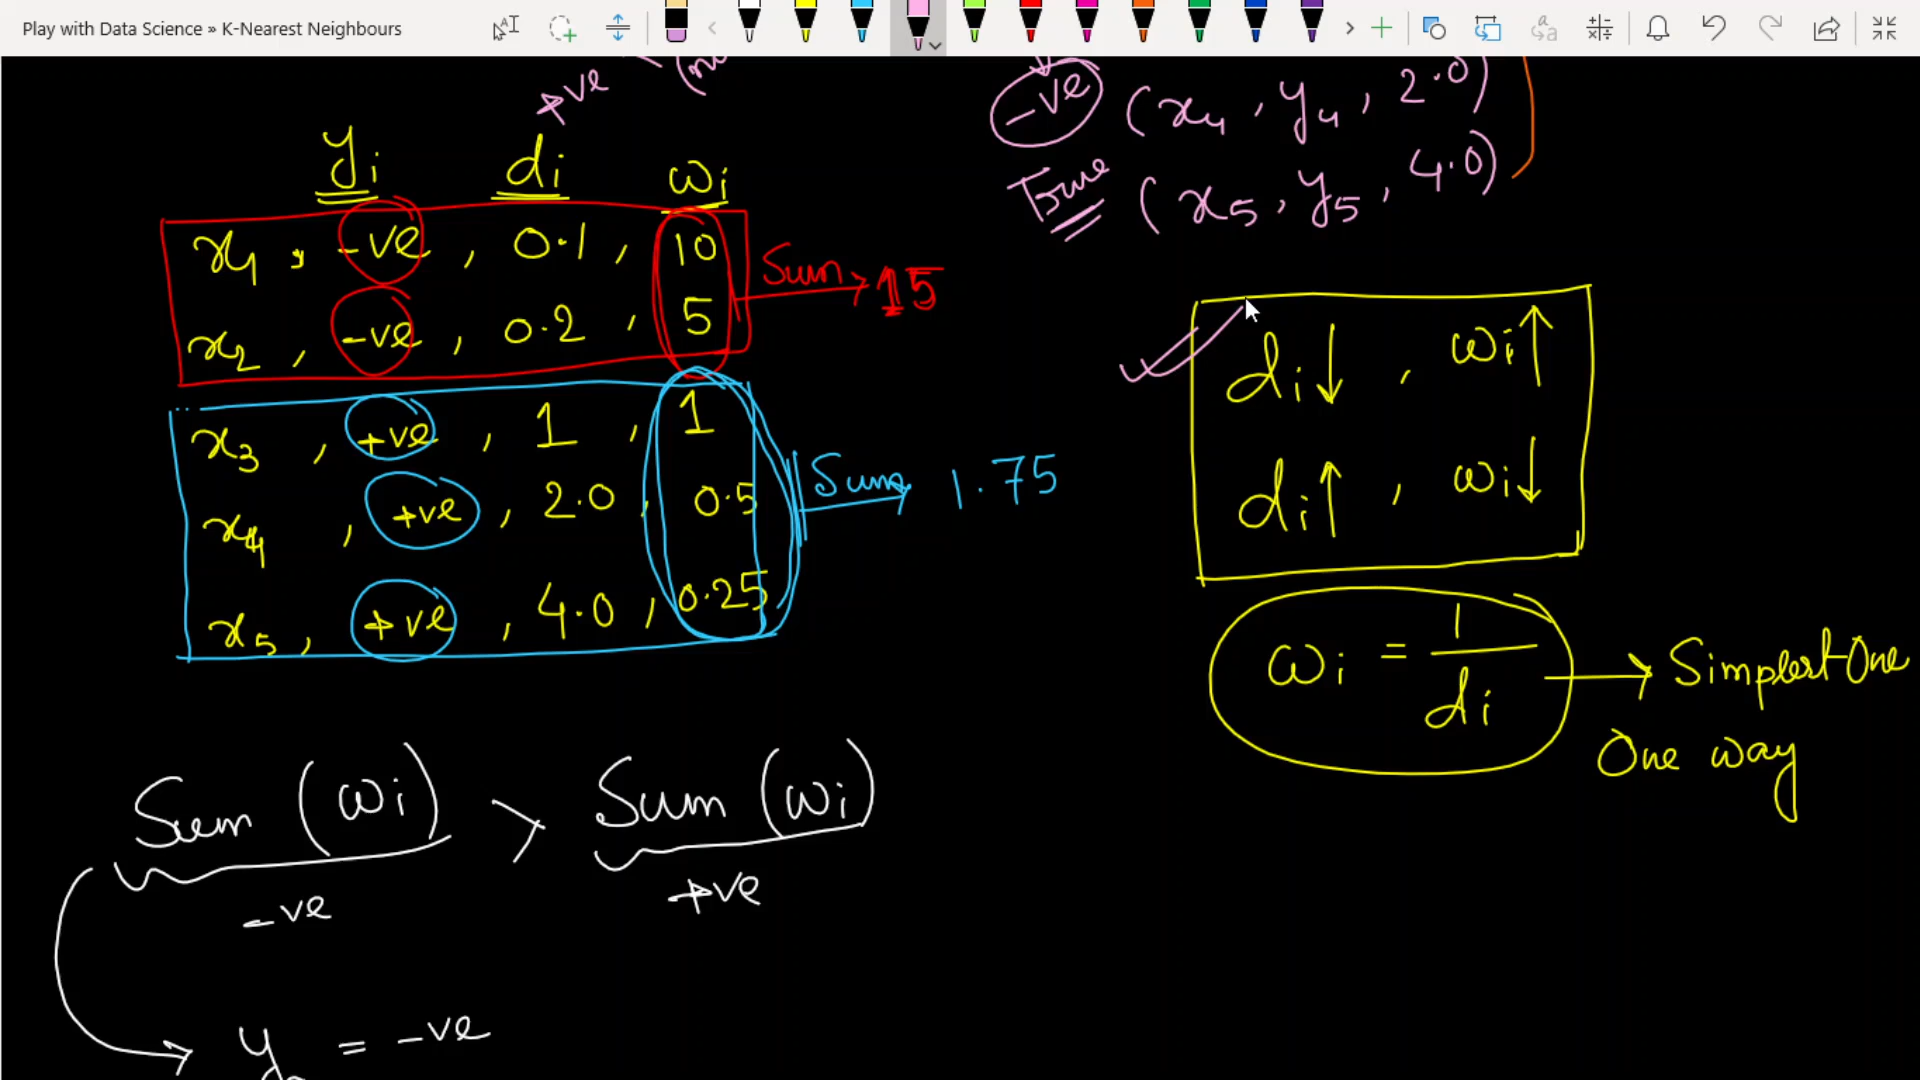 Play with Data Science » K-Nearest Neighbours
+ve
-ve (x4, y4, 2.0)
True (x5, y5, 4.0)
yi di wi
x1, -ve, 0.1, 10
x2, -ve, 0.2, 5
Sum → 15
x3, +ve, 1, 1
x4, +ve, 2.0, 0.5
x5, +ve, 4.0, 0.25
Sum → 1.75
di↓, wi↑
di↑, wi↓
wi = 1/di → Simplest One
One way
Sum (wi) > Sum (wi)
-ve +ve
y = -ve